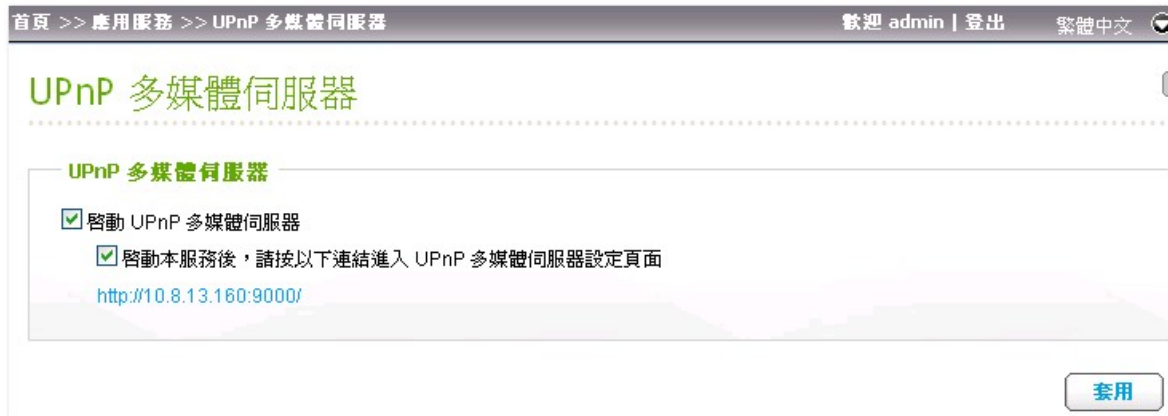 首頁 >> 應用服務 >> UPnP 多媒體伺服器 歡迎 admin | 登出 繁體中文
UPnP 多媒體伺服器
UPnP 多媒體伺服器
啓動 UPnP 多媒體伺服器
啓動本服務後，請按以下連結進入 UPnP 多媒體伺服器設定頁面
http://10.8.13.160:9000/
套用